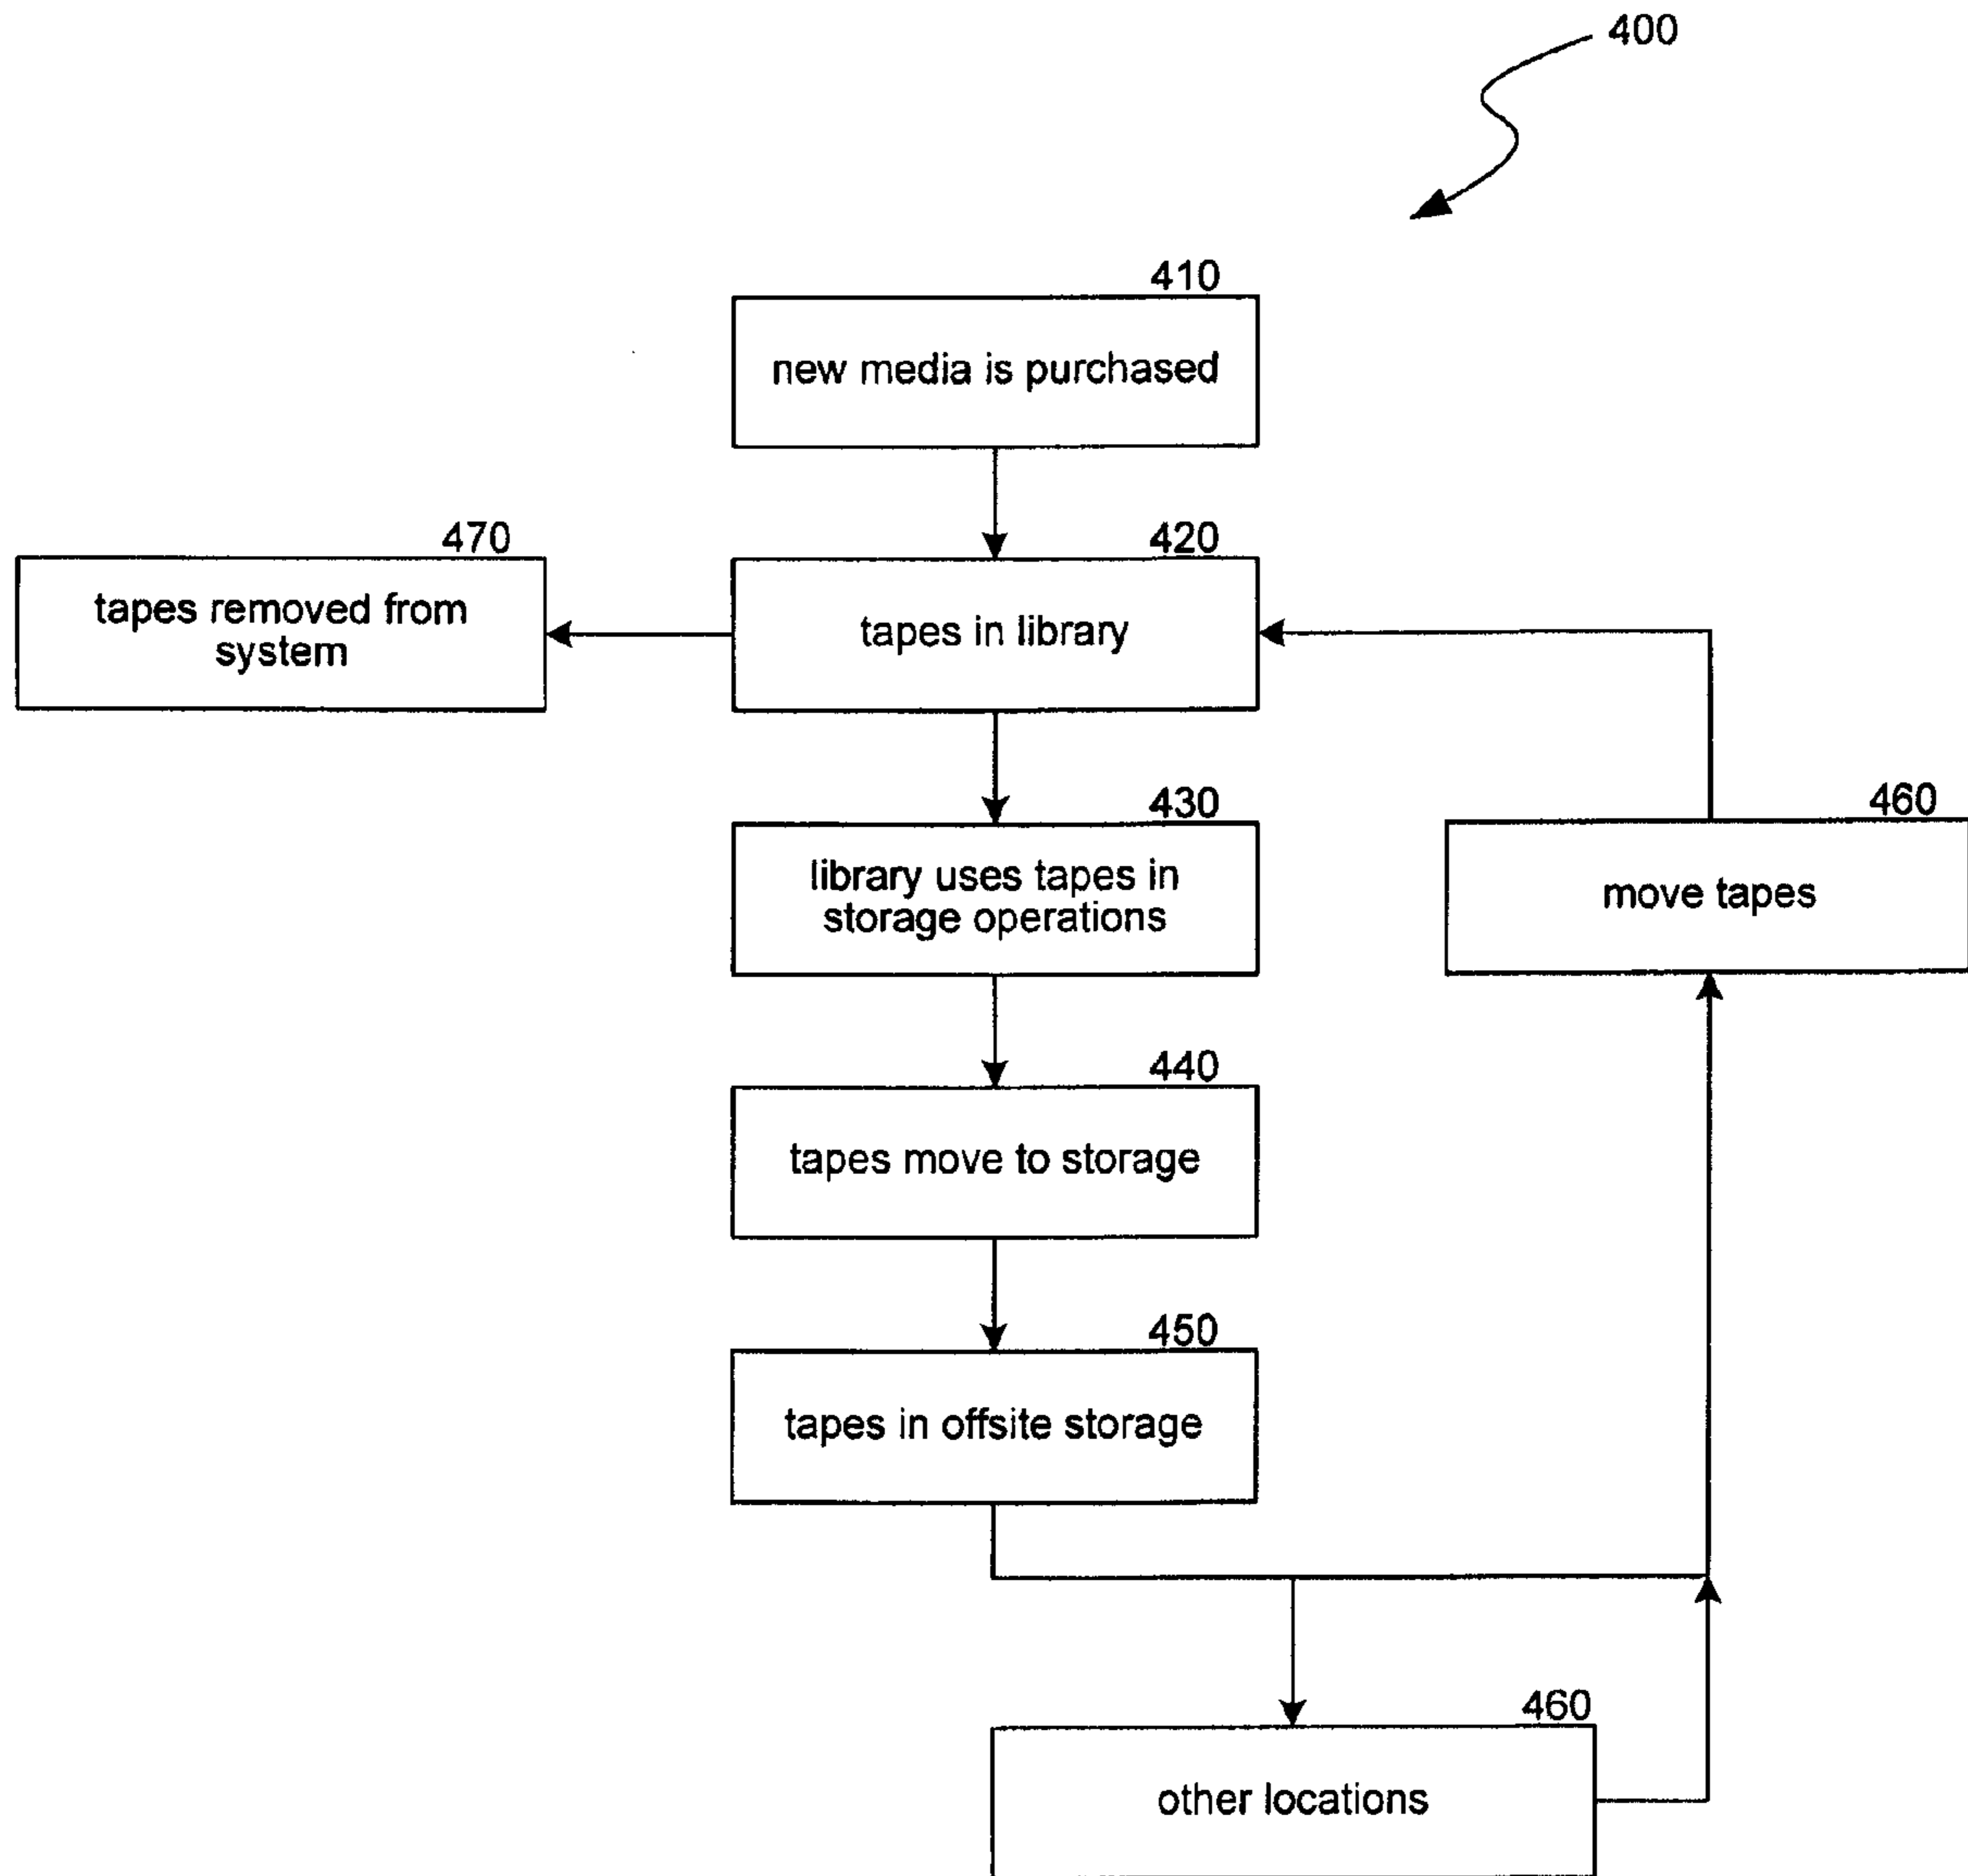 400
410
new media is purchased
470
tapes removed from
system
420
tapes in library
430
library uses tapes in
storage operations
460
move tapes
440
tapes move to storage
450
tapes in offsite storage
460
other locations